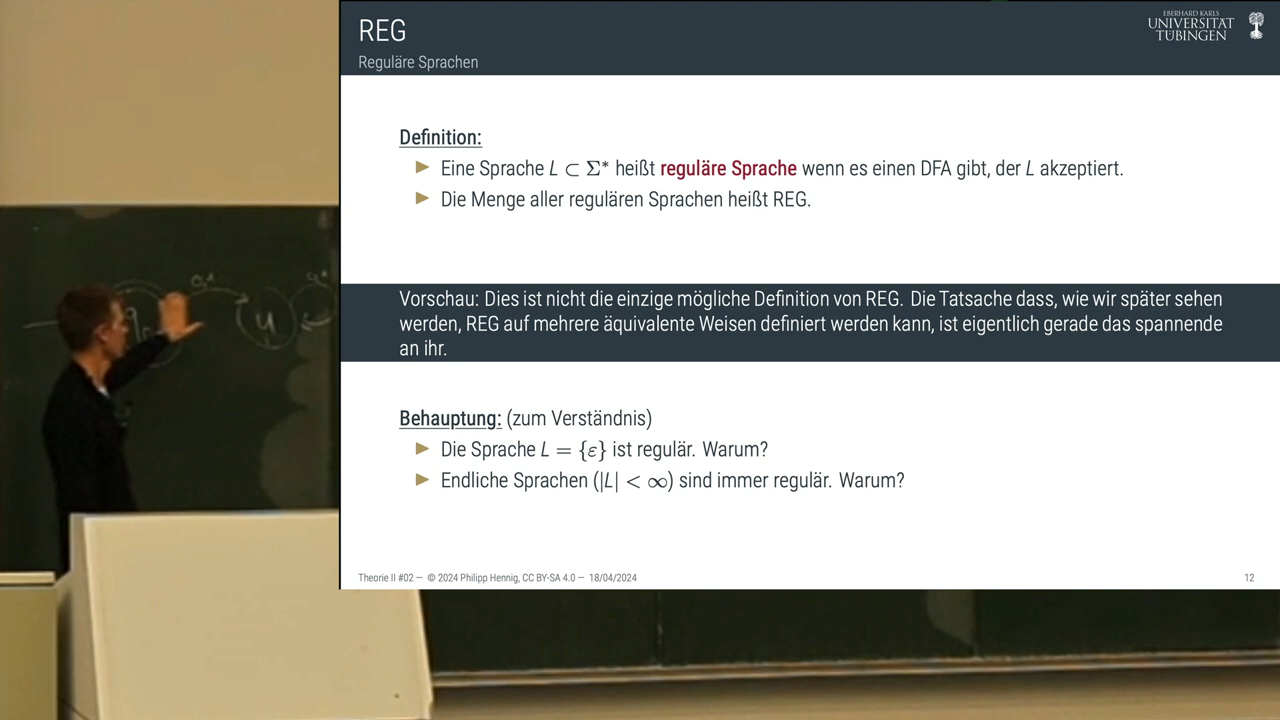 REG
Reguläre Sprachen
EBERHARD KARLS
UNIVERSITÄT
TÜBINGEN
Definition:
► Eine Sprache L ⊂ Σ* heißt reguläre Sprache wenn es einen DFA gibt, der L akzeptiert.
► Die Menge aller regulären Sprachen heißt REG.
Vorschau: Dies ist nicht die einzige mögliche Definition von REG. Die Tatsache dass, wie wir später sehen
werden, REG auf mehrere äquivalente Weisen definiert werden kann, ist eigentlich gerade das spannende
an ihr.
Behauptung: (zum Verständnis)
► Die Sprache L = {ε} ist regulär. Warum?
► Endliche Sprachen (|L| < ∞) sind immer regulär. Warum?
Theorie II #02 — © 2024 Philipp Hennig, CC BY-SA 4.0 — 18/04/2024
12